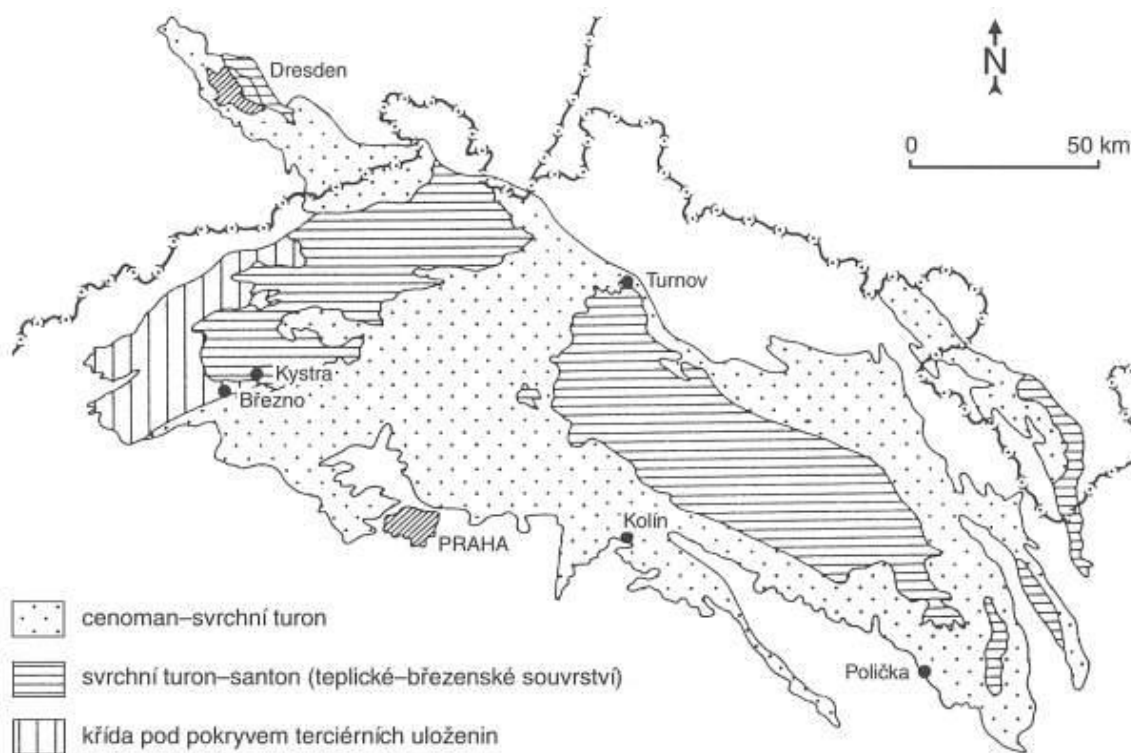 Dresden
N
0 50 km
Turnov
Kystra
Březno
Kolín
PRAHA
Polička
cenoman–svrchní turon
svrchní turon–santon (teplické–březenské souvrství)
křída pod pokryvem terciérních uloženin